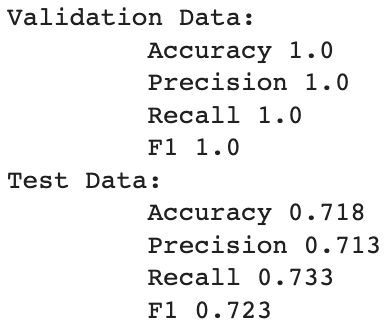 Validation Data:
Accuracy 1.0
Precision 1.0
Recall 1.0
F1 1.0
Test Data:
Accuracy 0.718
Precision 0.713
Recall 0.733
F1 0.723